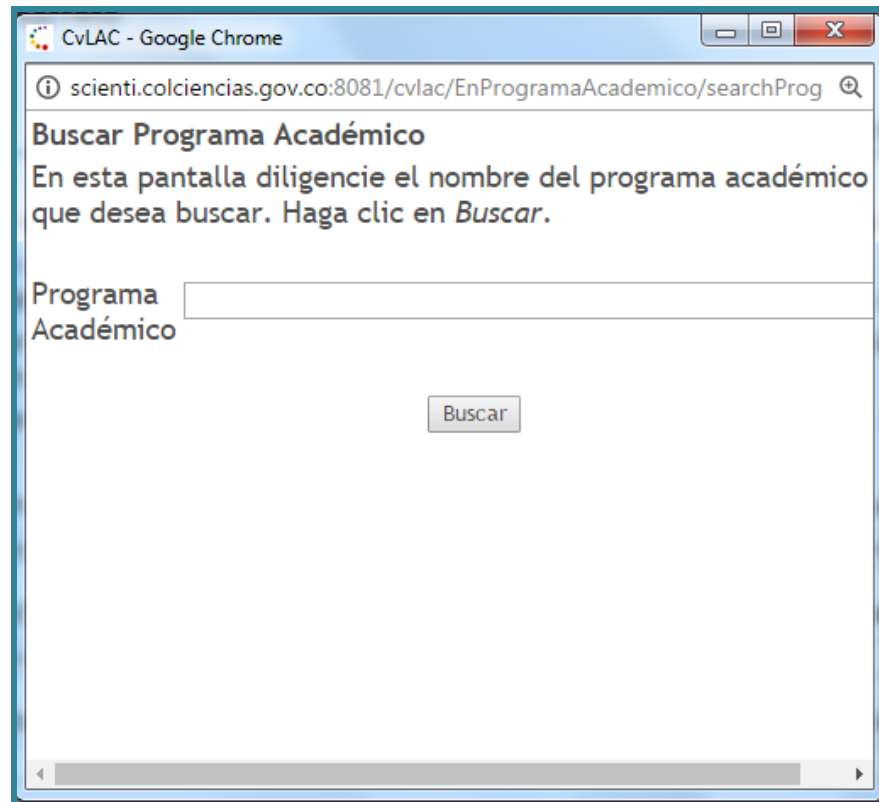 CvLAC - Google Chrome
scienti.colciencias.gov.co:8081/cvlac/EnProgramaAcademico/searchProg
Buscar Programa Académico
En esta pantalla diligencie el nombre del programa académico
que desea buscar. Haga clic en Buscar.
Programa
Académico
Buscar